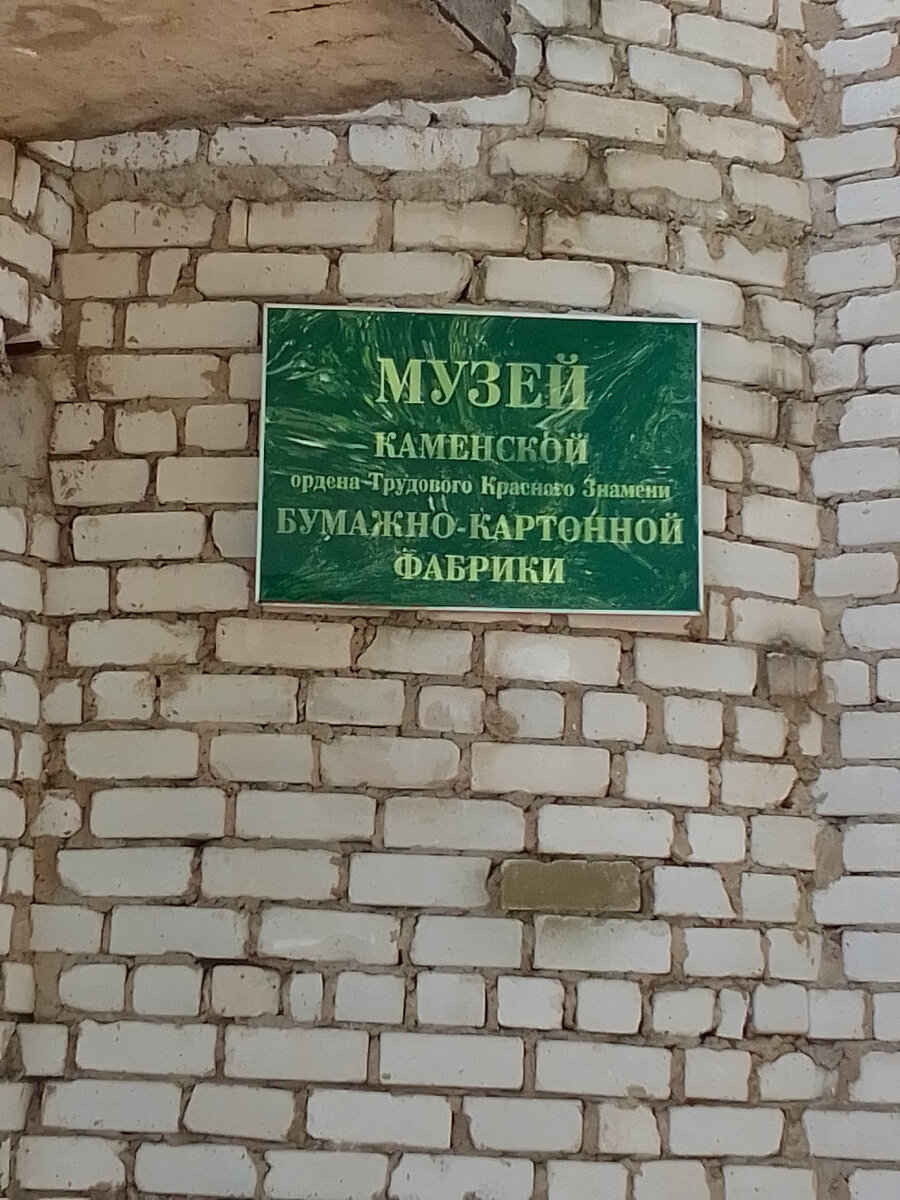 МУЗЕЙ
КАМЕНСКОЙ
ордена Трудового Красного Знамени
БУМАЖНО-КАРТОННОЙ
ФАБРИКИ